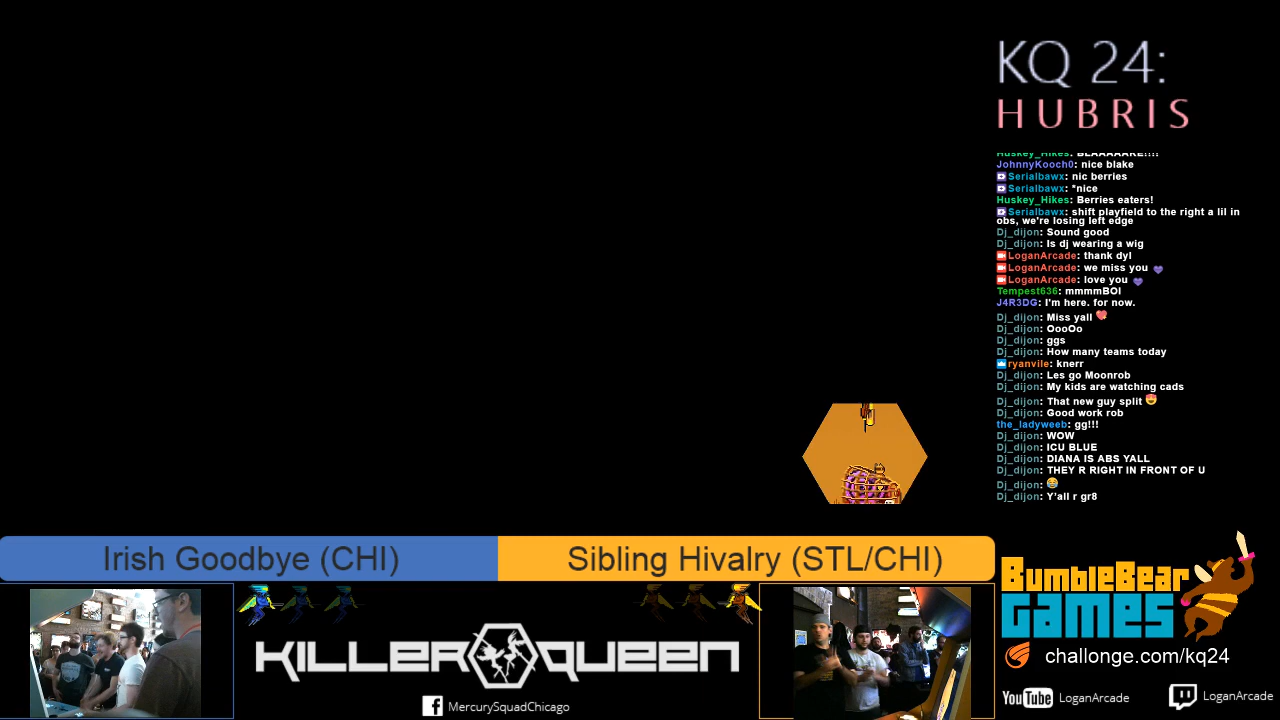 KQ 24:
HUBRIS
Huskey_Hikes: BLAAAAAKE!!!!
JohnnyKooch0: nice blake
Serialbawx: nic berries
Serialbawx: *nice
Huskey_Hikes: Berries eaters!
Serialbawx: shift playfield to the right a lil in
obs, we're losing left edge
Dj_dijon: Sound good
Dj_dijon: Is dj wearing a wig
LoganArcade: thank dyl
LoganArcade: we miss you
LoganArcade: love you
Tempest636: mmmmBOI
J4R3DG: I'm here. for now.
Dj_dijon: Miss yall
Dj_dijon: OooOo
Dj_dijon: ggs
Dj_dijon: How many teams today
ryanvile: knerr
Dj_dijon: Les go Moonrob
Dj_dijon: My kids are watching cads
Dj_dijon: That new guy split
Dj_dijon: Good work rob
the_ladyweeb: gg!!!
Dj_dijon: WOW
Dj_dijon: ICU BLUE
Dj_dijon: DIANA IS ABS YALL
Dj_dijon: THEY R RIGHT IN FRONT OF U
Dj_dijon:
Dj_dijon: Y'all r gr8
Irish Goodbye (CHI)
Sibling Hivalry (STL/CHI)
KILLER QUEEN
MercurySquadChicago
BumbleBear
Games
challonge.com/kq24
YouTube LoganArcade
LoganArcade